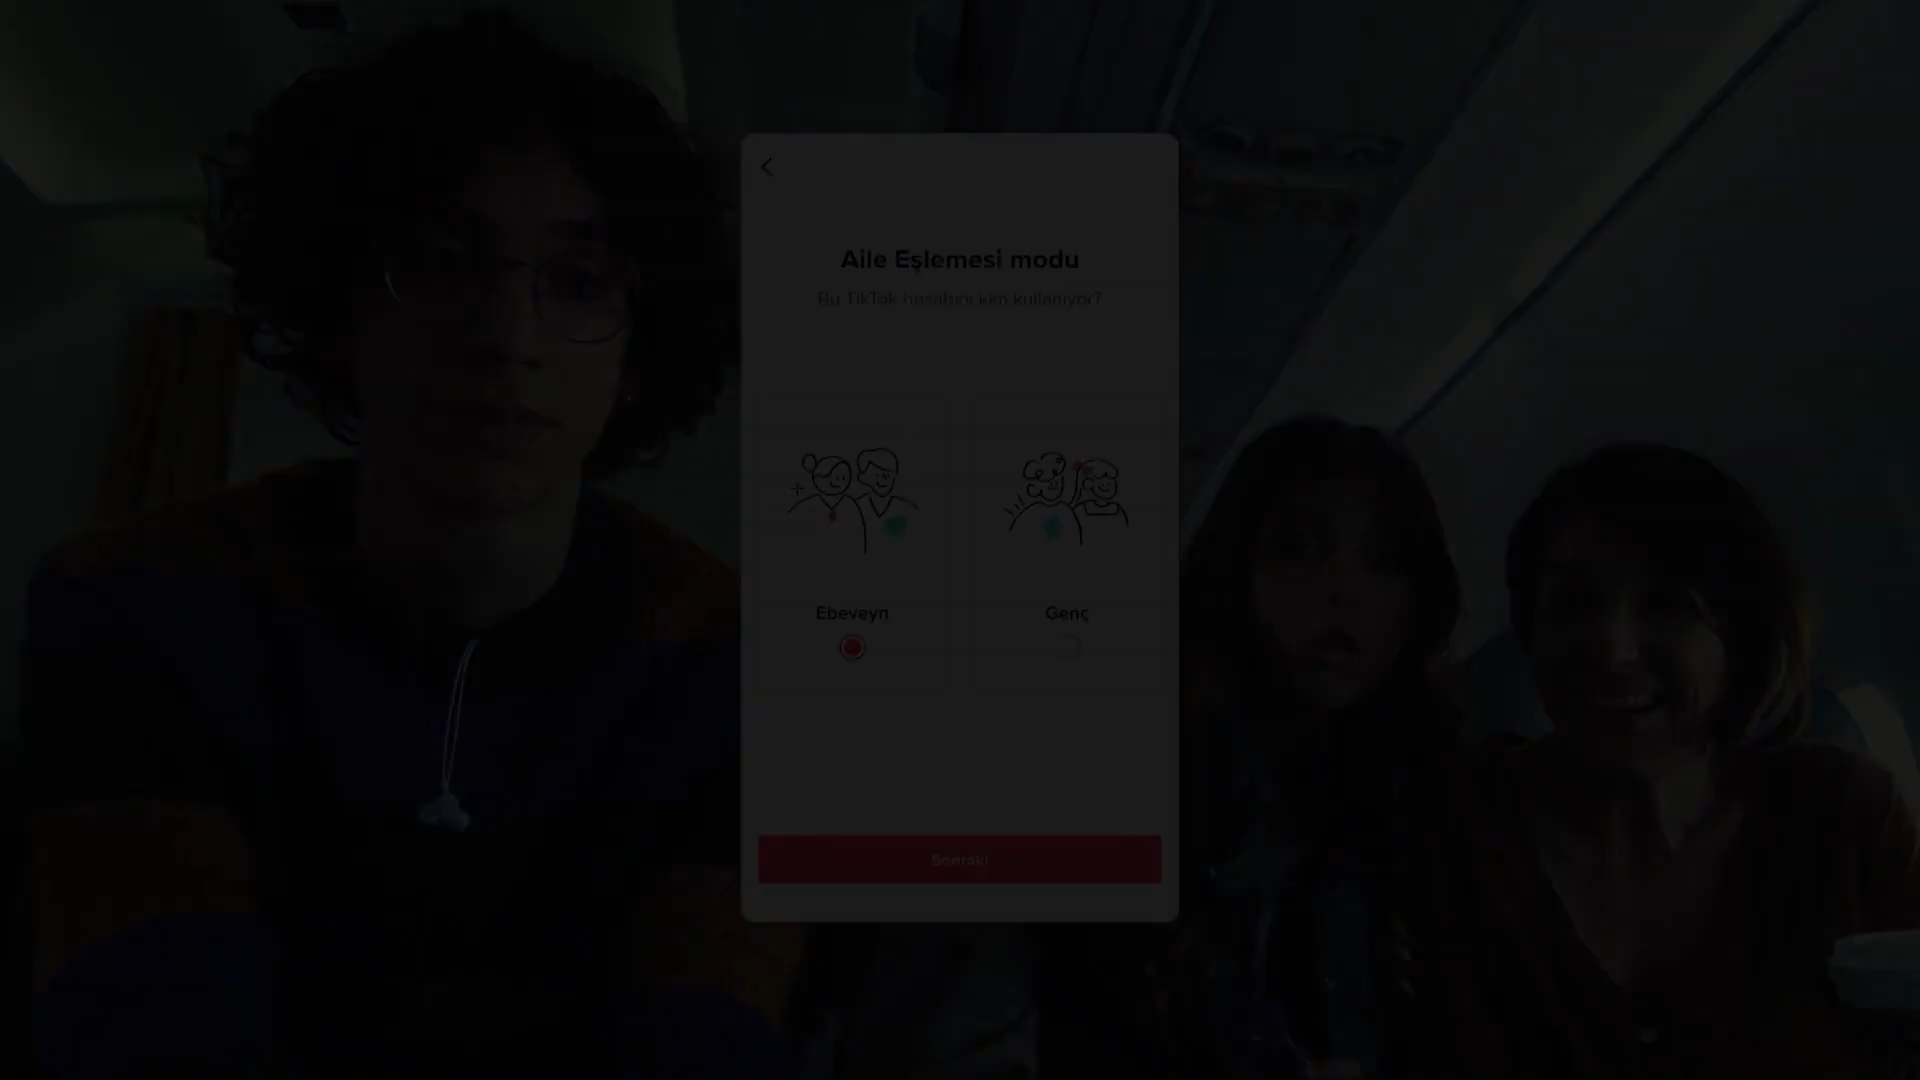 Aile Eşlemesi modu
Bu TikTok hesabını kim kullanıyor?
Ebeveyn
Genç
Sonraki